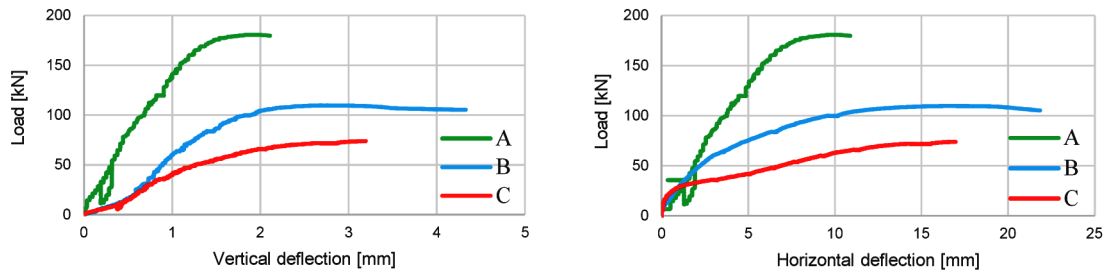 200
150
100
50
0
Load [kN]
A
B
C
0 1 2 3 4 5
Vertical deflection [mm]
200
150
100
50
0
Load [kN]
A
B
C
0 5 10 15 20 25
Horizontal deflection [mm]